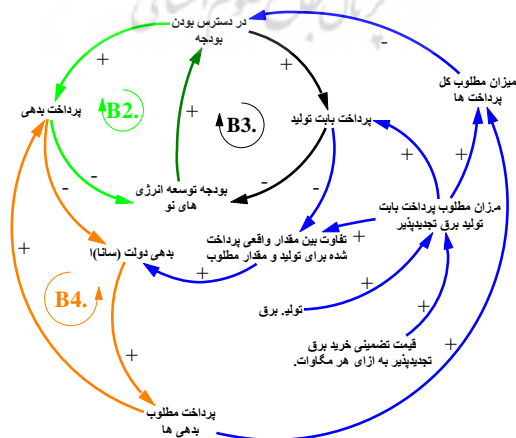 در دسترس بودن
بودجه
میزان مطلوب کل
پرداخت ها
پرداخت بدهی
B2.
B3.
پرداخت بابت تولید
بودجه توسعه انرژی
های نو
م.زان مطلوب پرداخت بابت
تولید برق تجدیدپذیر
تفاوت بین مقدار واقعی پرداخت
شده برای تولید و مقدار مطلوب
بدهی دولت (سانا)ا
B4.
تولید. برق
قیمت تضمینی خرید برق
تجدیدپذیر به ازای هر مگاوات.
پرداخت مطلوب
بدهی ها